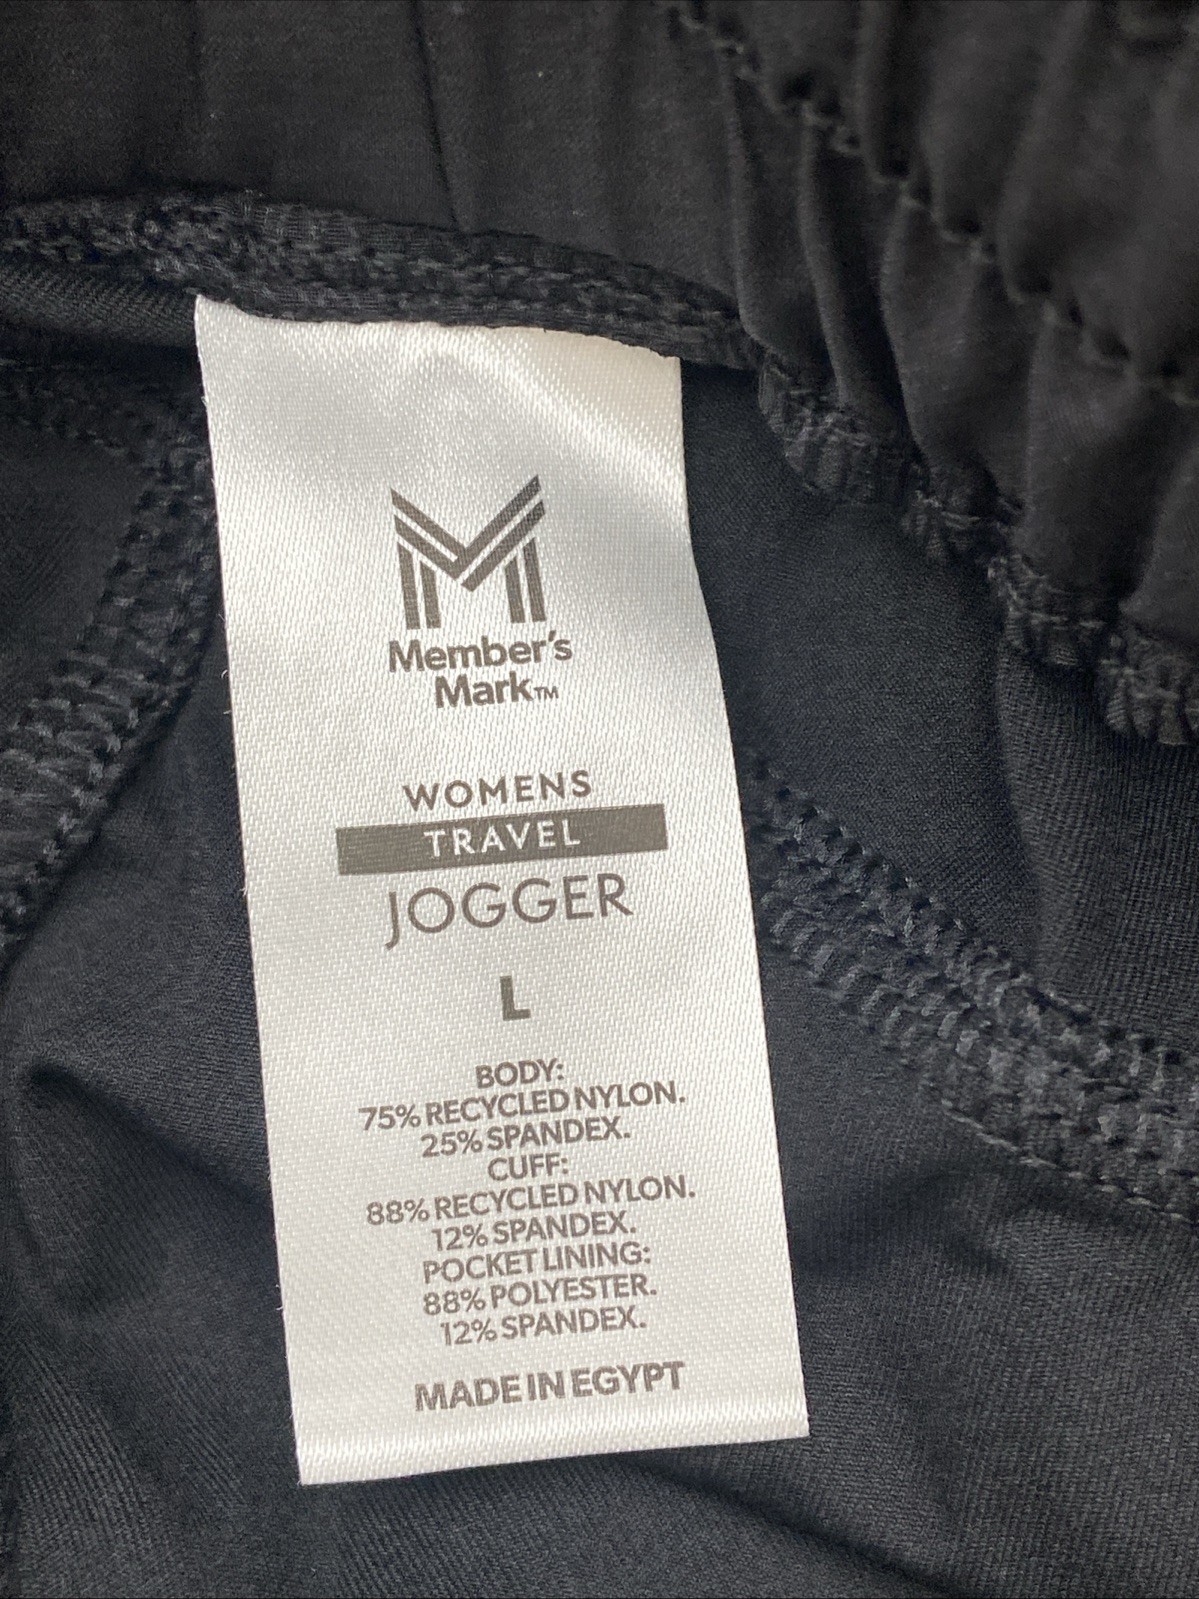 Member's
Mark™
WOMENS
TRAVEL
JOGGER
L
BODY:
75% RECYCLED NYLON.
25% SPANDEX.
CUFF:
88% RECYCLED NYLON.
12% SPANDEX.
POCKET LINING:
88% POLYESTER.
12% SPANDEX.
MADE IN EGYPT